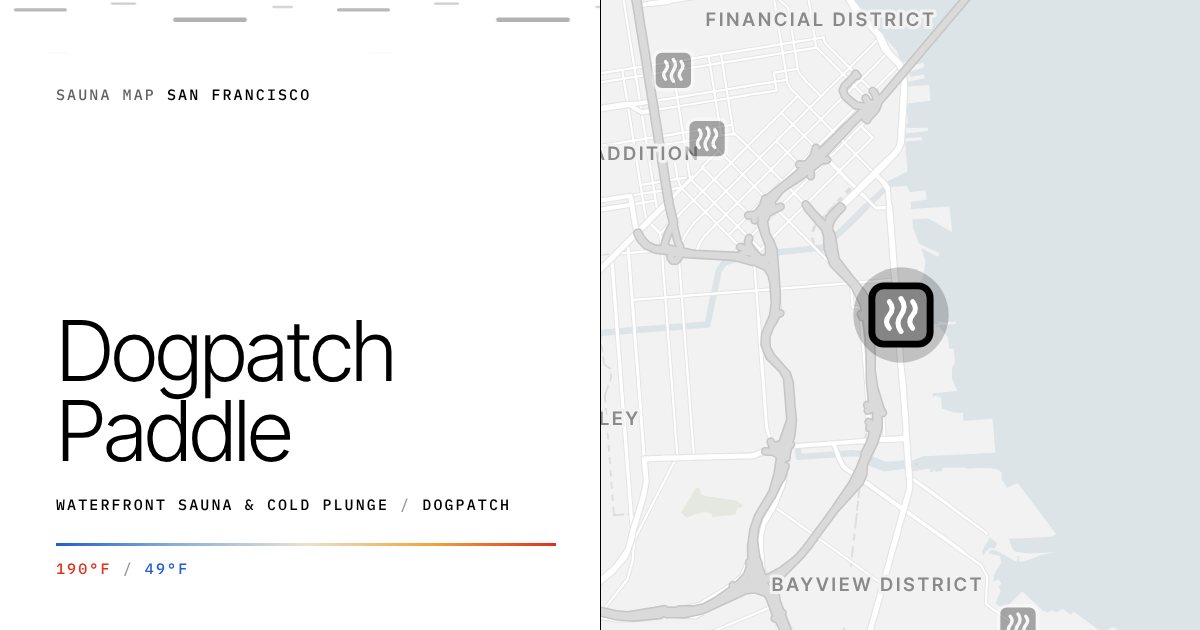 SAUNA MAP SAN FRANCISCO
Dogpatch
Paddle
WATERFRONT SAUNA & COLD PLUNGE / DOGPATCH
190°F / 49°F
FINANCIAL DISTRICT
ADDITION
LEY
BAYVIEW DISTRICT